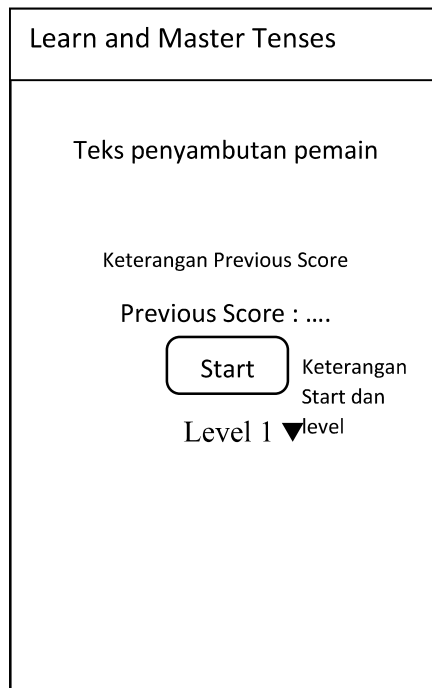 Learn and Master Tenses
Teks penyambutan pemain
Keterangan Previous Score
Previous Score : ....
Start
Keterangan
Start dan
level
Level 1 ▼